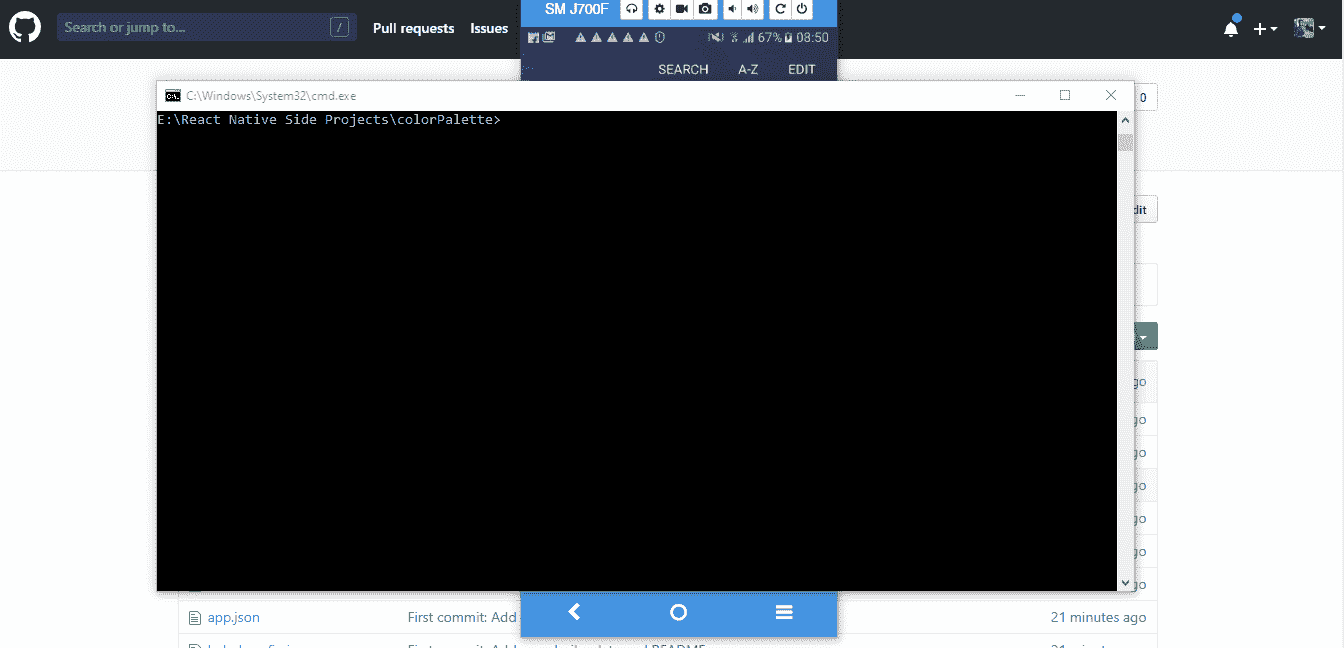 SM J700F
Search or jump to... /
Pull requests Issues
67% 08:50
SEARCH A-Z EDIT
C:\Windows\System32\cmd.exe
0
E:\React Native Side Projects\colorPalette>
dit
go
go
go
go
go
go
go
app.json First commit: Add 21 minutes ago